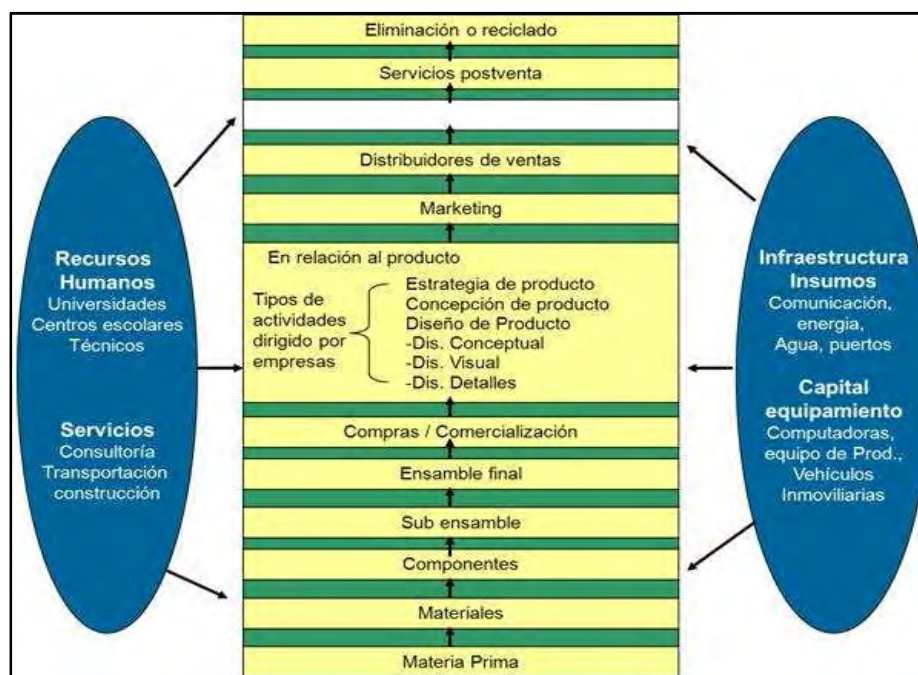 Eliminación o reciclado
Servicios postventa
Distribuidores de ventas
Marketing
En relación al producto
Tipos de
actividades
dirigido por
empresas
Estrategia de producto
Concepción de producto
Diseño de Producto
-Dis. Conceptual
-Dis. Visual
-Dis. Detalles
Compras / Comercialización
Ensamble final
Sub ensamble
Componentes
Materiales
Materia Prima
Recursos
Humanos
Universidades
Centros escolares
Técnicos
Servicios
Consultoría
Transportación
construcción
Infraestructura
Insumos
Comunicación,
energia,
Agua, puertos
Capital
equipamiento
Computadoras,
equipo de Prod.,
Vehículos
Inmoviliarias